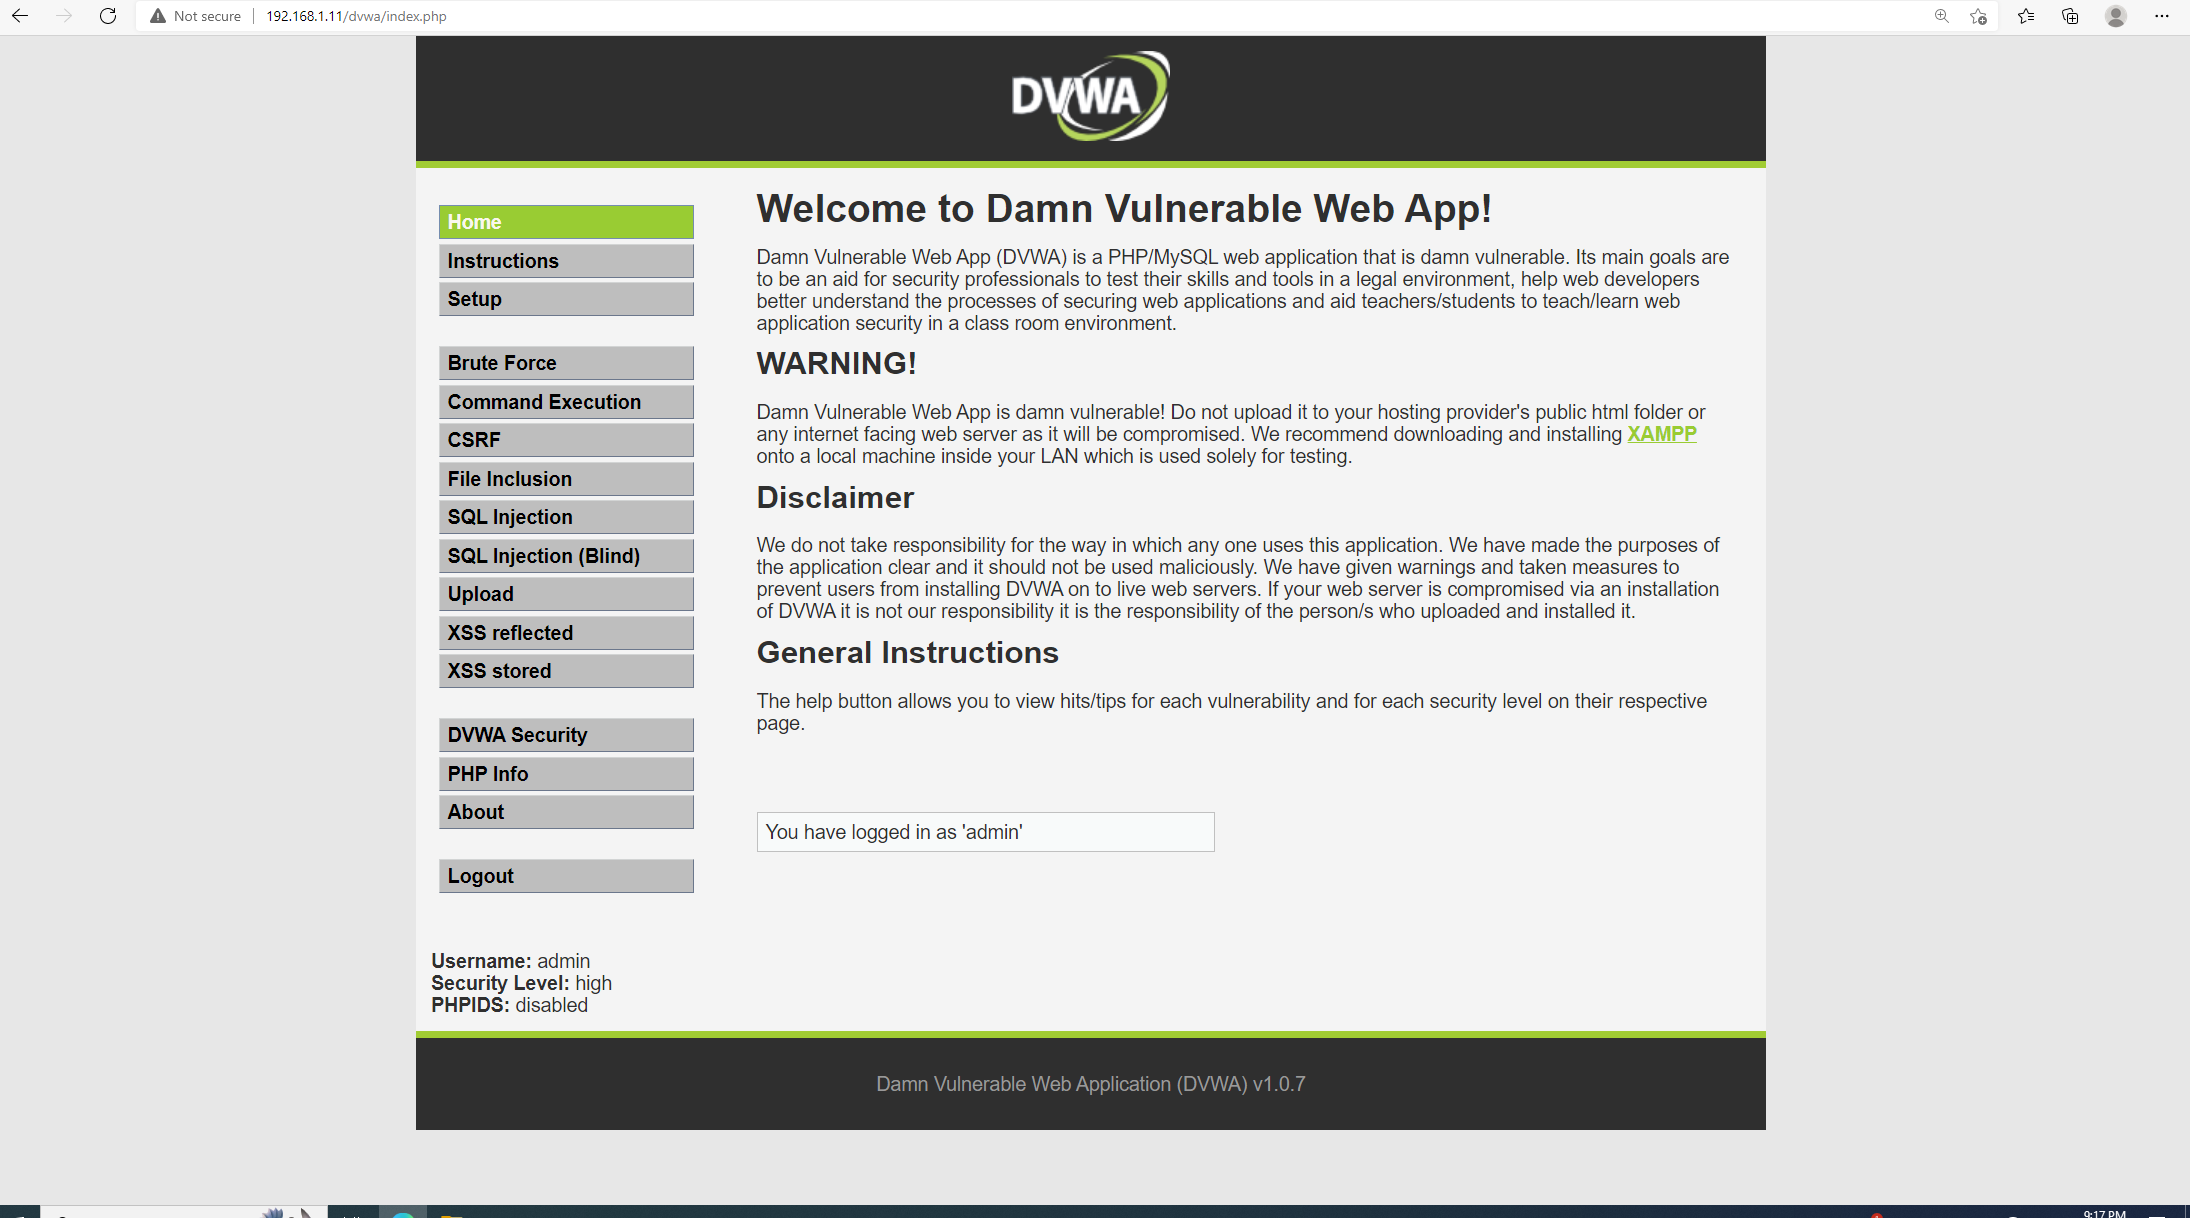 Not secure
192.168.1.11/dvwa/index.php
DVWA
Home
Instructions
Setup
Brute Force
Command Execution
CSRF
File Inclusion
SQL Injection
SQL Injection (Blind)
Upload
XSS reflected
XSS stored
DVWA Security
PHP Info
About
Logout
Username: admin
Security Level: high
PHPIDS: disabled
Welcome to Damn Vulnerable Web App!
Damn Vulnerable Web App (DVWA) is a PHP/MySQL web application that is damn vulnerable. Its main goals are
to be an aid for security professionals to test their skills and tools in a legal environment, help web developers
better understand the processes of securing web applications and aid teachers/students to teach/learn web
application security in a class room environment.
WARNING!
Damn Vulnerable Web App is damn vulnerable! Do not upload it to your hosting provider's public html folder or
any internet facing web server as it will be compromised. We recommend downloading and installing XAMPP
onto a local machine inside your LAN which is used solely for testing.
Disclaimer
We do not take responsibility for the way in which any one uses this application. We have made the purposes of
the application clear and it should not be used maliciously. We have given warnings and taken measures to
prevent users from installing DVWA on to live web servers. If your web server is compromised via an installation
of DVWA it is not our responsibility it is the responsibility of the person/s who uploaded and installed it.
General Instructions
The help button allows you to view hits/tips for each vulnerability and for each security level on their respective
page.
You have logged in as 'admin'
Damn Vulnerable Web Application (DVWA) v1.0.7
9:17 PM